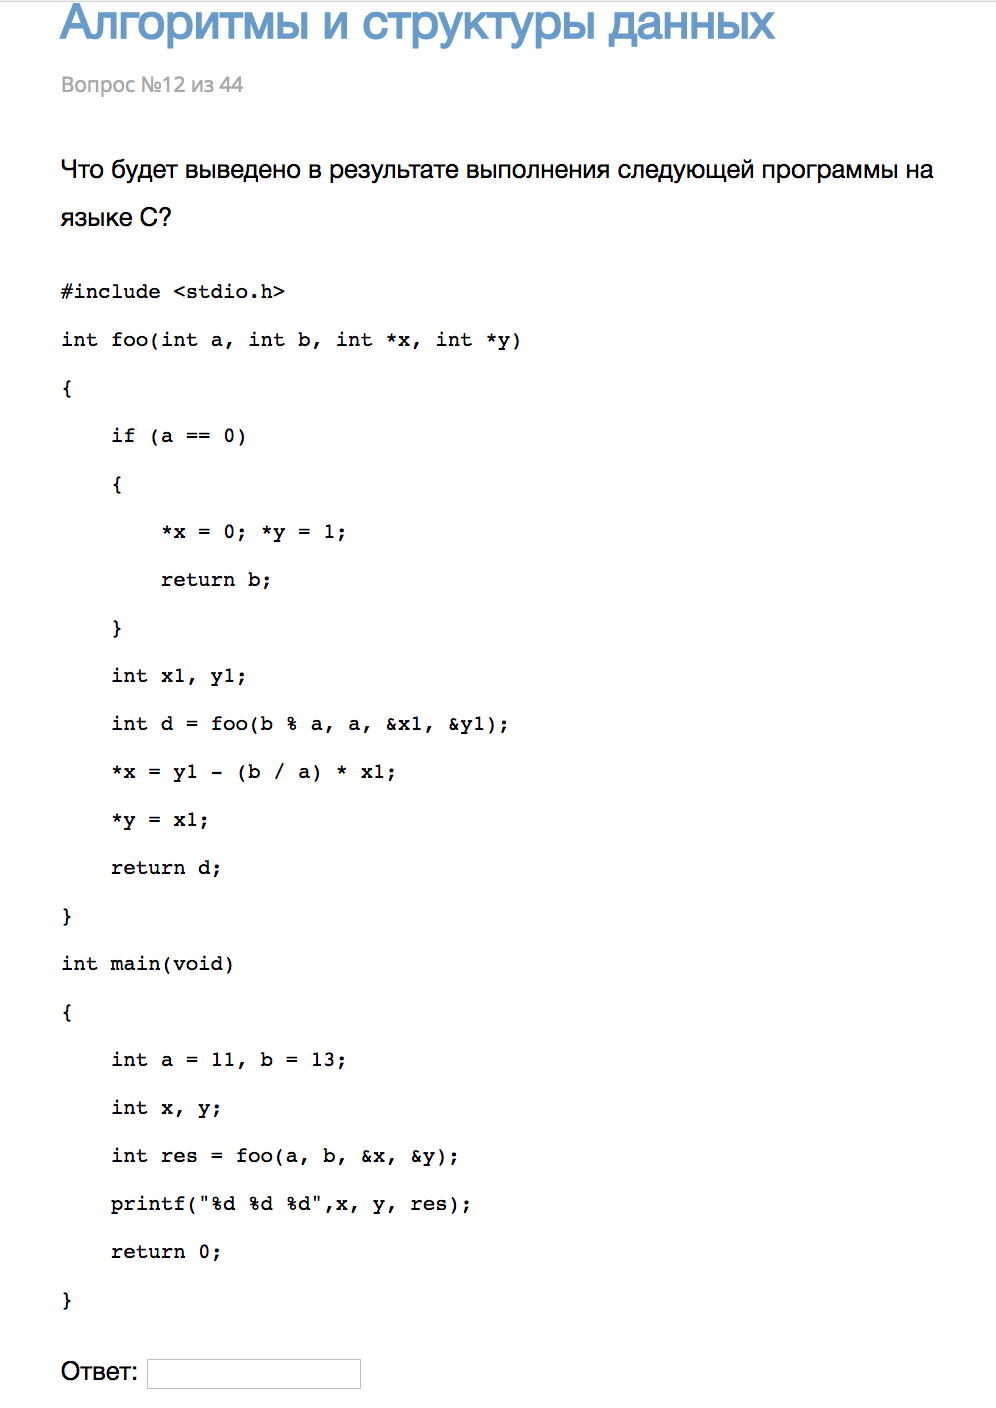 Алгоритмы и структуры данных
Вопрос №12 из 44
Что будет выведено в результате выполнения следующей программы на
языке C?
#include <stdio.h>
int foo(int a, int b, int *x, int *y)
{
    if (a == 0)
    {
        *x = 0; *y = 1;
        return b;
    }
    int x1, y1;
    int d = foo(b % a, a, &x1, &y1);
    *x = y1 - (b / a) * x1;
    *y = x1;
    return d;
}
int main(void)
{
    int a = 11, b = 13;
    int x, y;
    int res = foo(a, b, &x, &y);
    printf("%d %d %d",x, y, res);
    return 0;
}
Ответ: